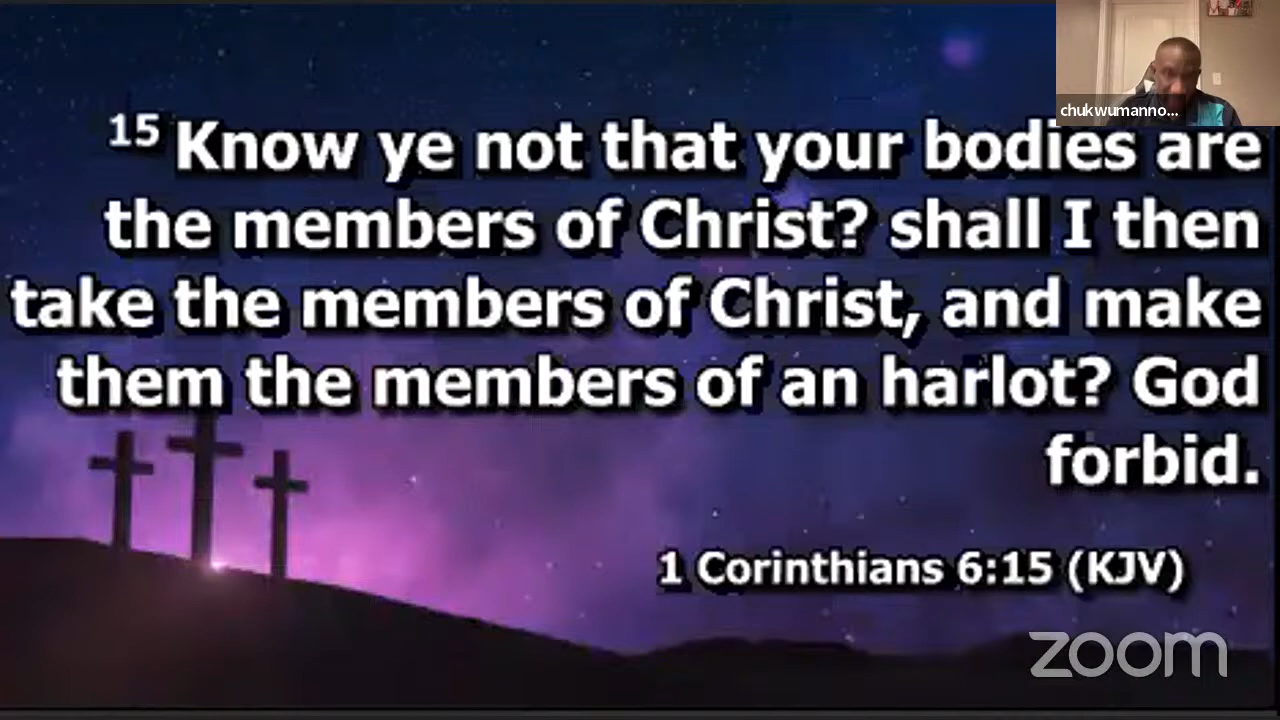 chukwumanno...
15 Know ye not that your bodies are
the members of Christ? shall I then
take the members of Christ, and make
them the members of an harlot? God
forbid.
1 Corinthians 6:15 (KJV)
zoom